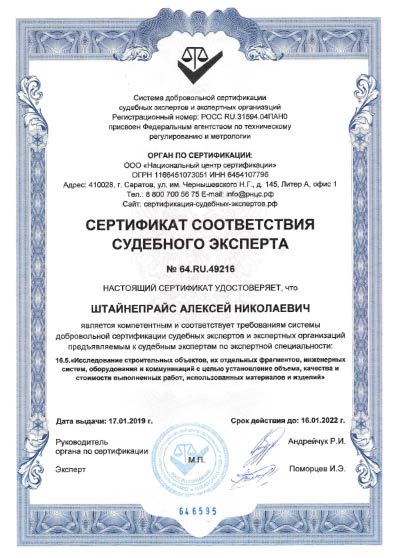 Система добровольной сертификации
судебных экспертов и экспертных организаций
Регистрационный номер: РОСС RU.31594.04ПАН0
присвоен Федеральным агентством по техническому
регулированию и метрологии
ОРГАН ПО СЕРТИФИКАЦИИ:
ООО «Национальный центр сертификации»
ОГРН 1166451073051 ИНН 6454107796
Адрес: 410028, г. Саратов, ул. им. Чернышевского Н.Г., д. 145, Литер А, офис 1
Тел.: 8 800 700 56 75 E-mail: info@рнцс.рф
Сайт: сертификация-судебных-экспертов.рф
СЕРТИФИКАТ СООТВЕТСТВИЯ
СУДЕБНОГО ЭКСПЕРТА
№ 64.RU.49216
НАСТОЯЩИЙ СЕРТИФИКАТ УДОСТОВЕРЯЕТ, что
ШТАЙНЕПРАЙС АЛЕКСЕЙ НИКОЛАЕВИЧ
является компетентным и соответствует требованиям системы
добровольной сертификации судебных экспертов и экспертных организаций
предъявляемым к судебным экспертам по экспертной специальности:
16.5.«Исследование строительных объектов, их отдельных фрагментов, инженерных
систем, оборудования и коммуникаций с целью установление объема, качества и
стоимости выполненных работ, использованных материалов и изделий»
Дата выдачи: 17.01.2019 г. Срок действия до: 16.01.2022 г.
Руководитель
органа по сертификации Андрейчук Р.И.
М.П.
Эксперт Поморцев И.Э.
646595